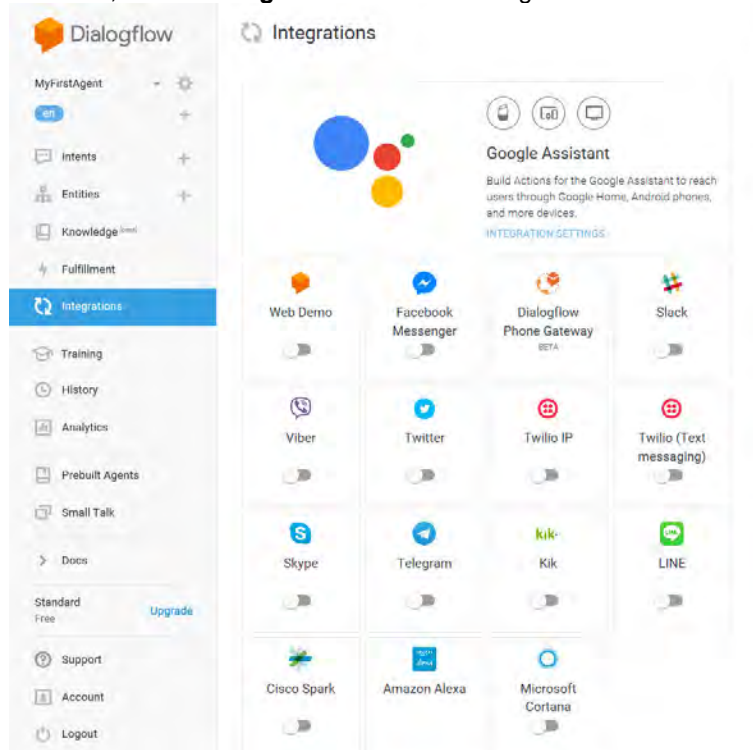 Dialogflow
Integrations
MyFirstAgent
en
Intents
Entities
Knowledge
Fulfillment
Integrations
Training
History
Analytics
Prebuilt Agents
Small Talk
Docs
Standard
Free
Upgrade
Support
Account
Logout
Google Assistant
Build Actions for the Google Assistant to reach
users through Google Home, Android phones,
and more devices.
INTEGRATION SETTINGS
Web Demo
Facebook
Messenger
Dialogflow
Phone Gateway
BETA
Slack
Viber
Twitter
Twilio IP
Twilio (Text
messaging)
Skype
Telegram
kik
Kik
LINE
Cisco Spark
Amazon Alexa
Microsoft
Cortana